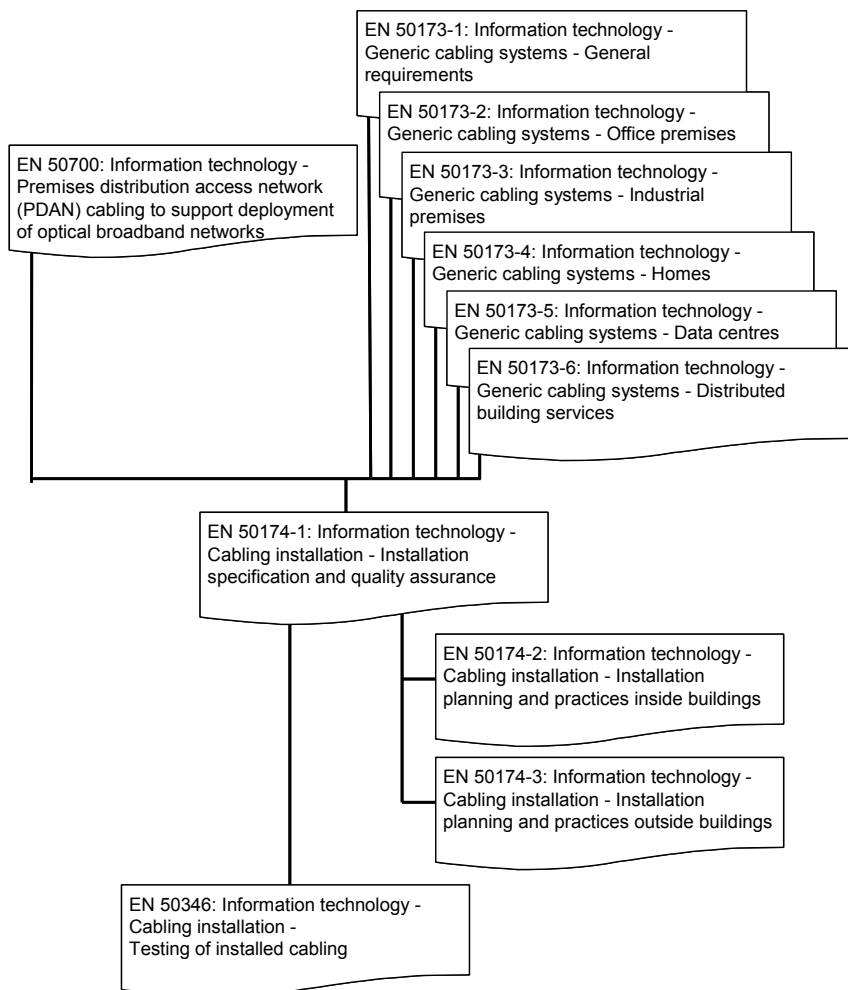 EN 50173-1: Information technology -
Generic cabling systems - General
requirements
EN 50173-2: Information technology -
Generic cabling systems - Office premises
EN 50700: Information technology -
Premises distribution access network
(PDAN) cabling to support deployment
of optical broadband networks
EN 50173-3: Information technology -
Generic cabling systems - Industrial
premises
EN 50173-4: Information technology -
Generic cabling systems - Homes
EN 50173-5: Information technology -
Generic cabling systems - Data centres
EN 50173-6: Information technology -
Generic cabling systems - Distributed
building services
EN 50174-1: Information technology -
Cabling installation - Installation
specification and quality assurance
EN 50174-2: Information technology -
Cabling installation - Installation
planning and practices inside buildings
EN 50174-3: Information technology -
Cabling installation - Installation
planning and practices outside buildings
EN 50346: Information technology -
Cabling installation -
Testing of installed cabling